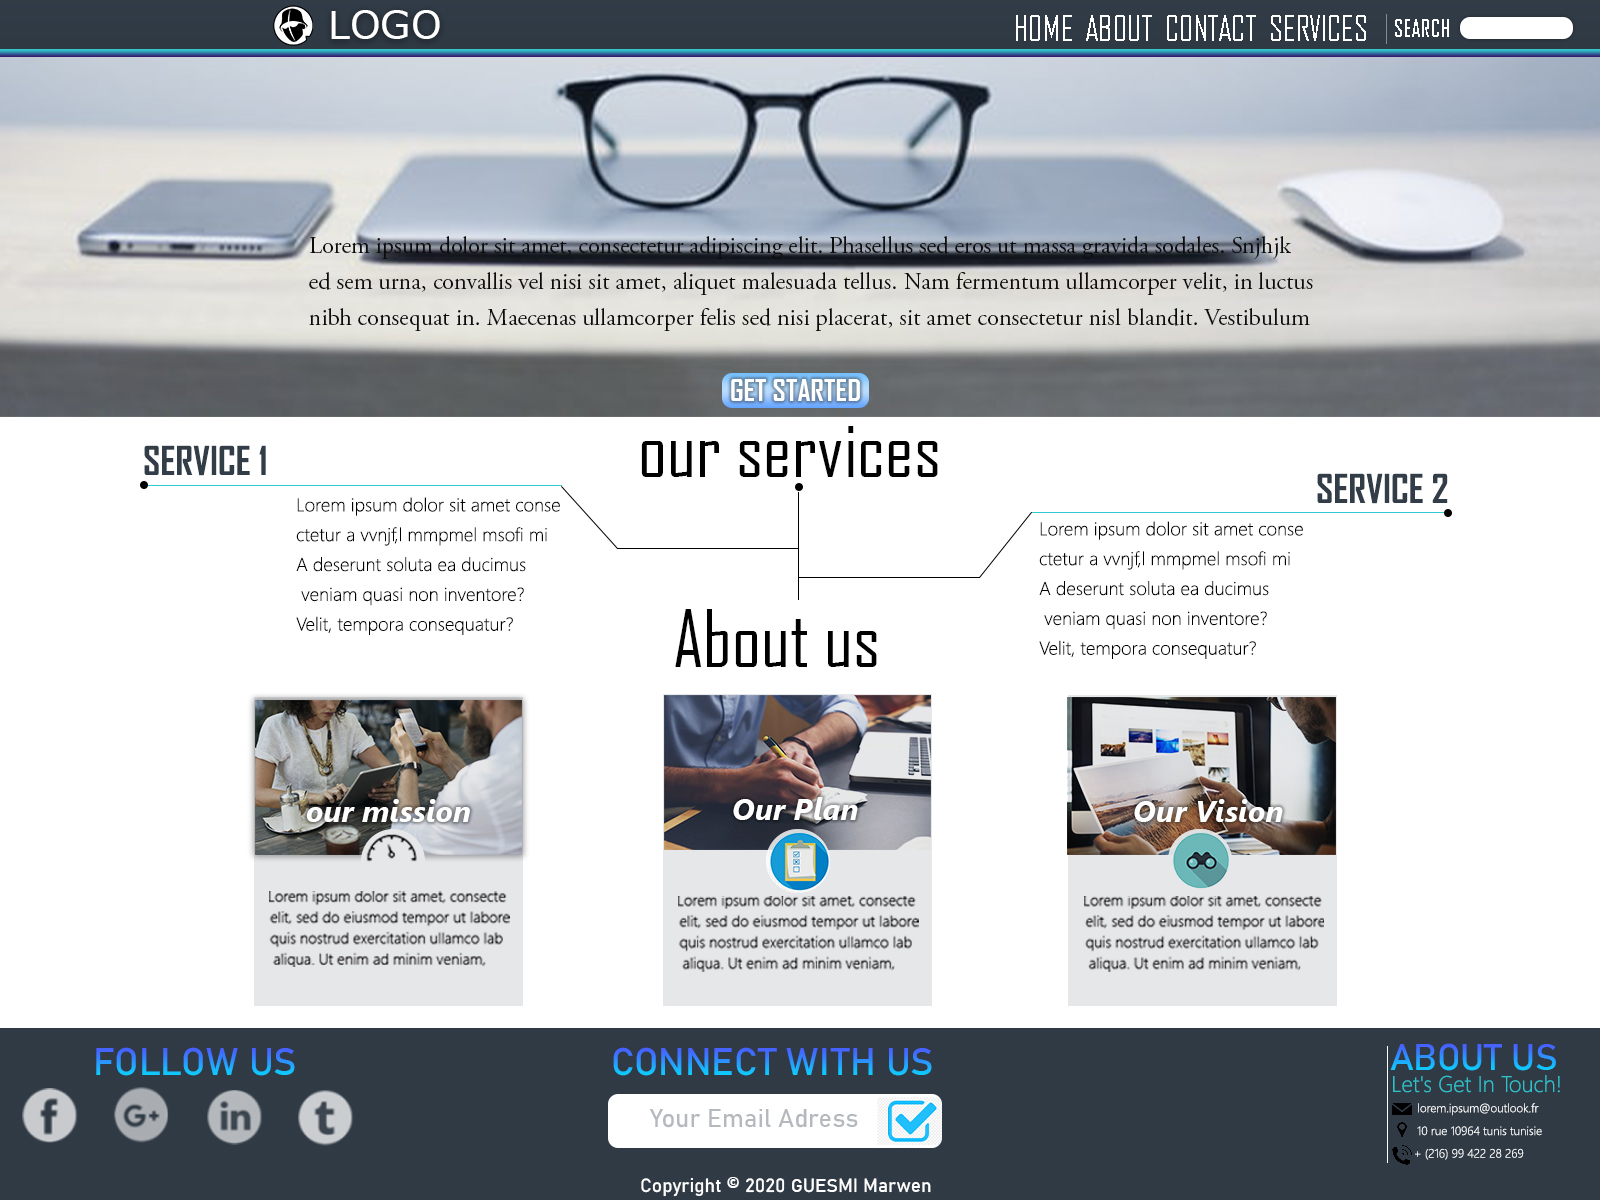 LOGO
HOME ABOUT CONTACT SERVICES SEARCH
Lorem ipsum dolor sit amet, consectetur adipiscing elit. Phasellus sed eros ut massa gravida sodales. Snjhjk
ed sem urna, convallis vel nisi sit amet, aliquet malesuada tellus. Nam fermentum ullamcorper velit, in luctus
nibh consequat in. Maecenas ullamcorper felis sed nisi placerat, sit amet consectetur nisl blandit. Vestibulum
GET STARTED
our services
SERVICE 1
Lorem ipsum dolor sit amet conse
ctetur a vvnjf,l mmpmel msofi mi
A deserunt soluta ea ducimus
veniam quasi non inventore?
Velit, tempora consequatur?
SERVICE 2
Lorem ipsum dolor sit amet conse
ctetur a vvnjf,l mmpmel msofi mi
A deserunt soluta ea ducimus
veniam quasi non inventore?
Velit, tempora consequatur?
About us
our mission
Lorem ipsum dolor sit amet, consecte
elit, sed do eiusmod tempor ut labore
quis nostrud exercitation ullamco lab
aliqua. Ut enim ad minim veniam,
Our Plan
Lorem ipsum dolor sit amet, consecte
elit, sed do eiusmod tempor ut labore
quis nostrud exercitation ullamco lab
aliqua. Ut enim ad minim veniam,
Our Vision
Lorem ipsum dolor sit amet, consecte
elit, sed do eiusmod tempor ut labore
quis nostrud exercitation ullamco lab
aliqua. Ut enim ad minim veniam,
FOLLOW US
f G+ in t
CONNECT WITH US
Your Email Adress
ABOUT US
Let's Get In Touch!
lorem.ipsum@outlook.fr
10 rue 10964 tunis tunisie
+ (216) 99 422 28 269
Copyright © 2020 GUESMI Marwen